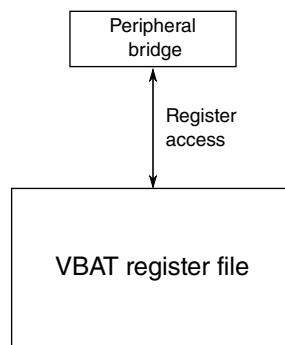 Peripheral
bridge
Register
access
VBAT register file